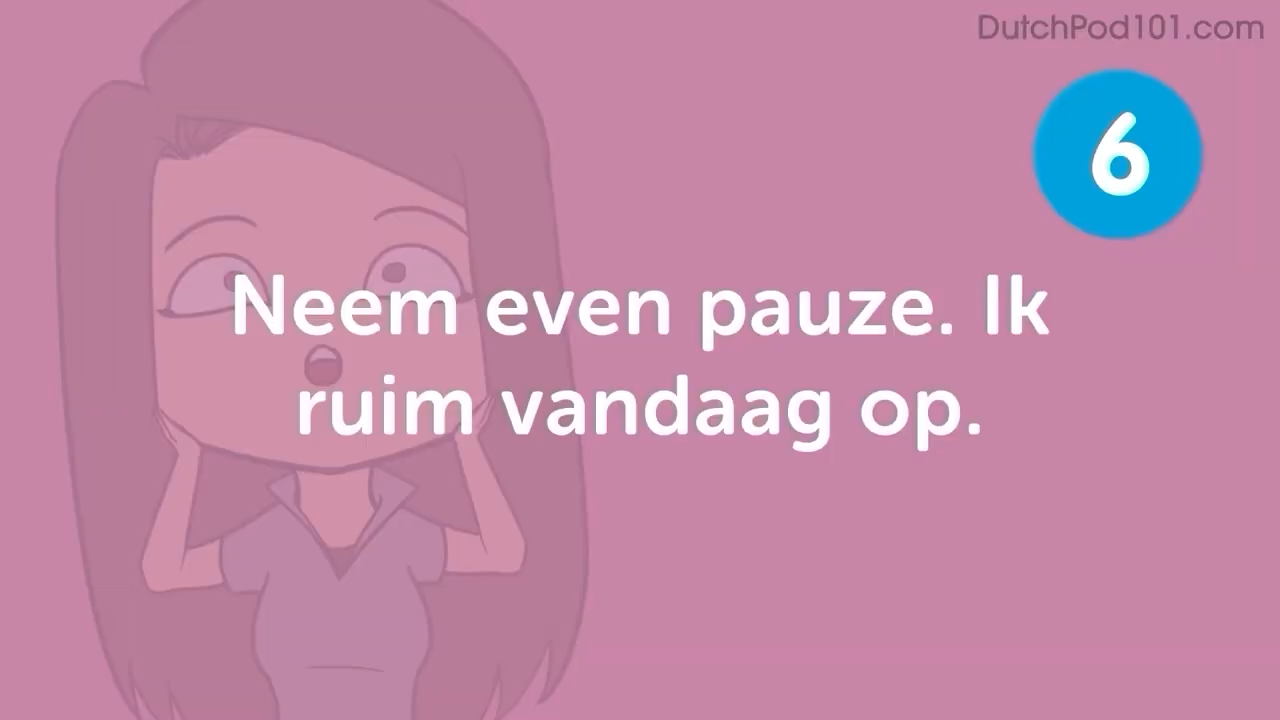 DutchPod101.com
6
Neem even pauze. Ik
ruim vandaag op.